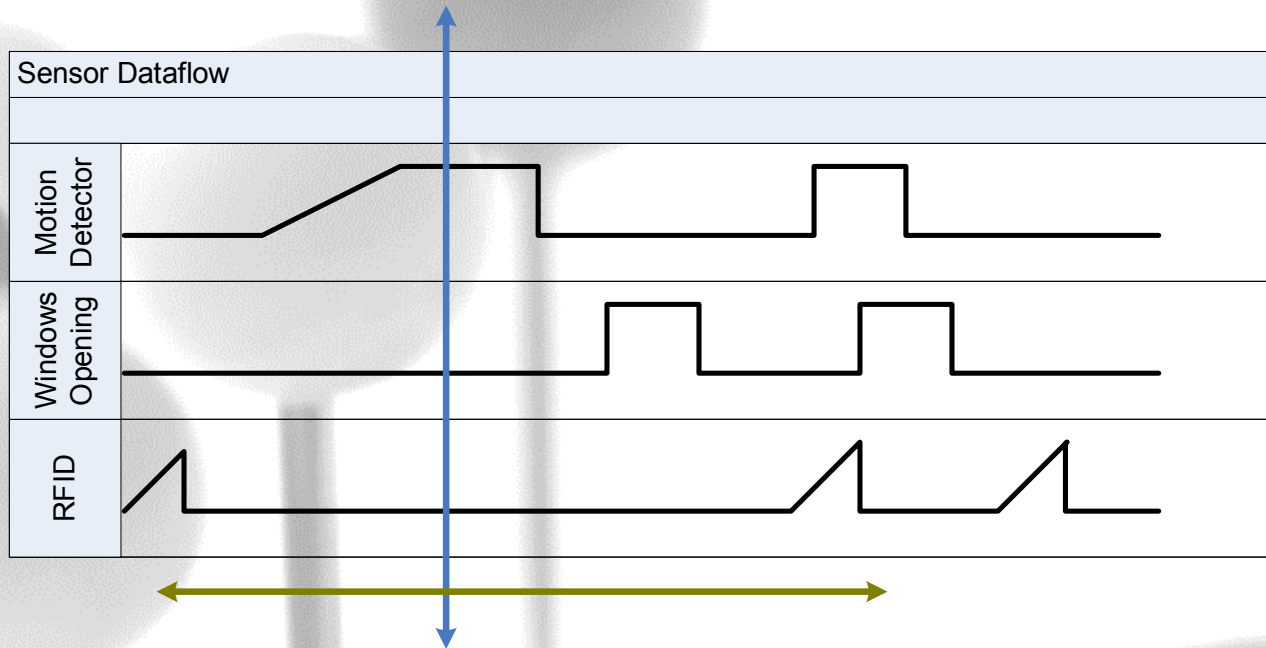 Sensor Dataflow
Motion
Detector
Windows
Opening
RFID